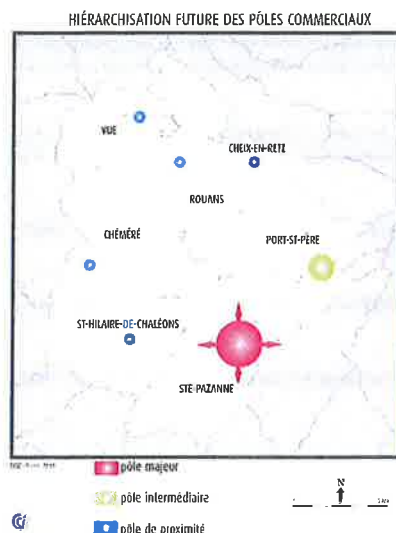 HIÉRARCHISATION FUTURE DES PÔLES COMMERCIAUX
VUE
CHEIX-EN-RETZ
ROUANS
CHÉMÉRÉ
PORT-ST-PÈRE
ST-HILAIRE-DE-CHALÉONS
STE-PAZANNE
pôle majeur
N
pôle intermédiaire
pôle de proximité